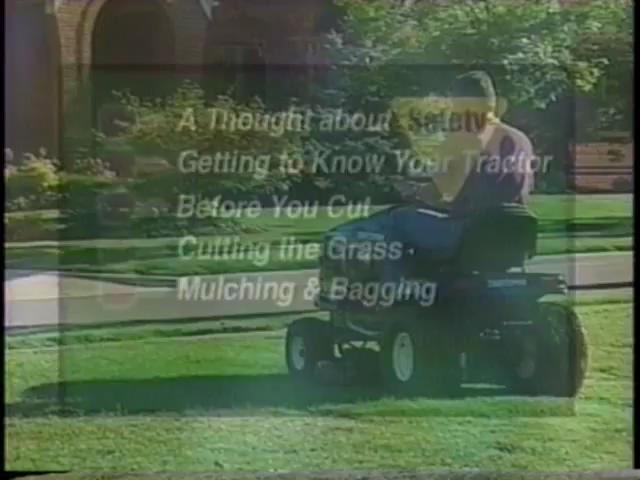 A Thought about Safety
Getting to Know Your Tractor
Before You Cut
Cutting the Grass
Mulching & Bagging